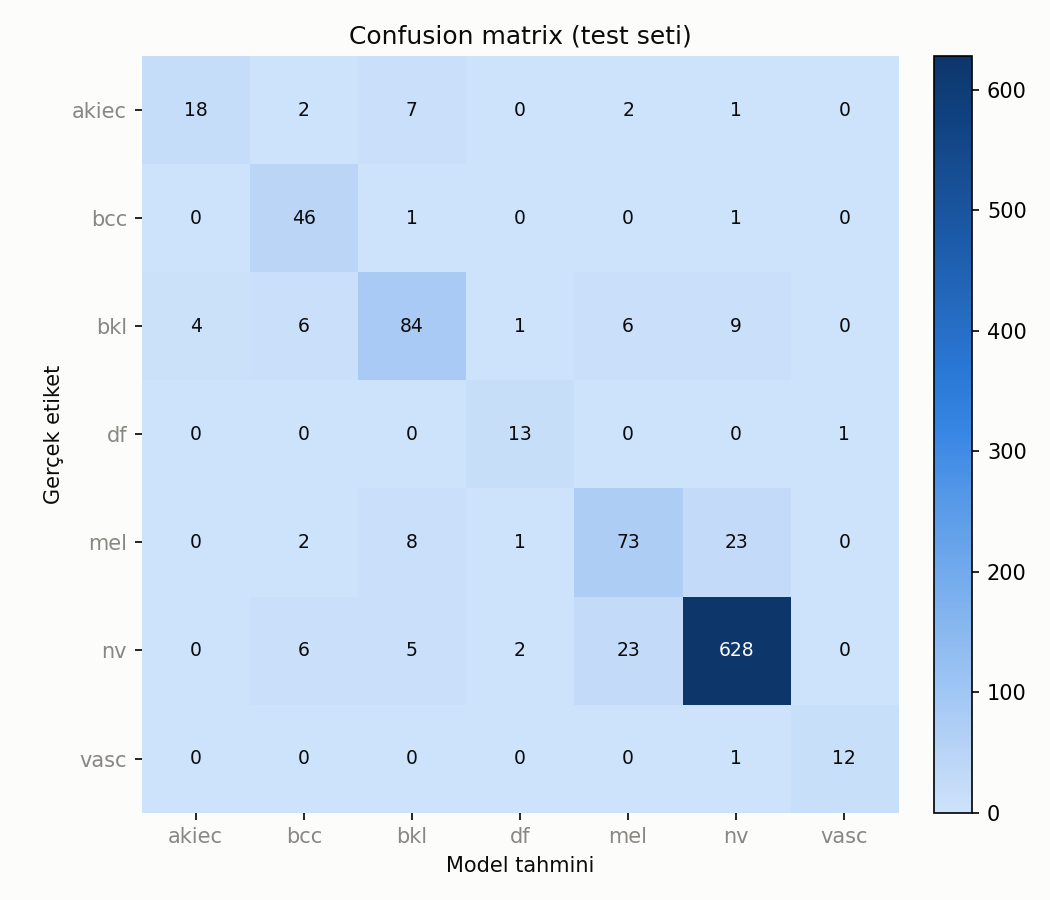 Confusion matrix (test seti)
akiec 18 2 7 0 2 1 0
bcc 0 46 1 0 0 1 0
bkl 4 6 84 1 6 9 0
df 0 0 0 13 0 0 1
mel 0 2 8 1 73 23 0
nv 0 6 5 2 23 628 0
vasc 0 0 0 0 0 1 12
akiec bcc bkl df mel nv vasc
Model tahmini
Gerçek etiket
600
500
400
300
200
100
0